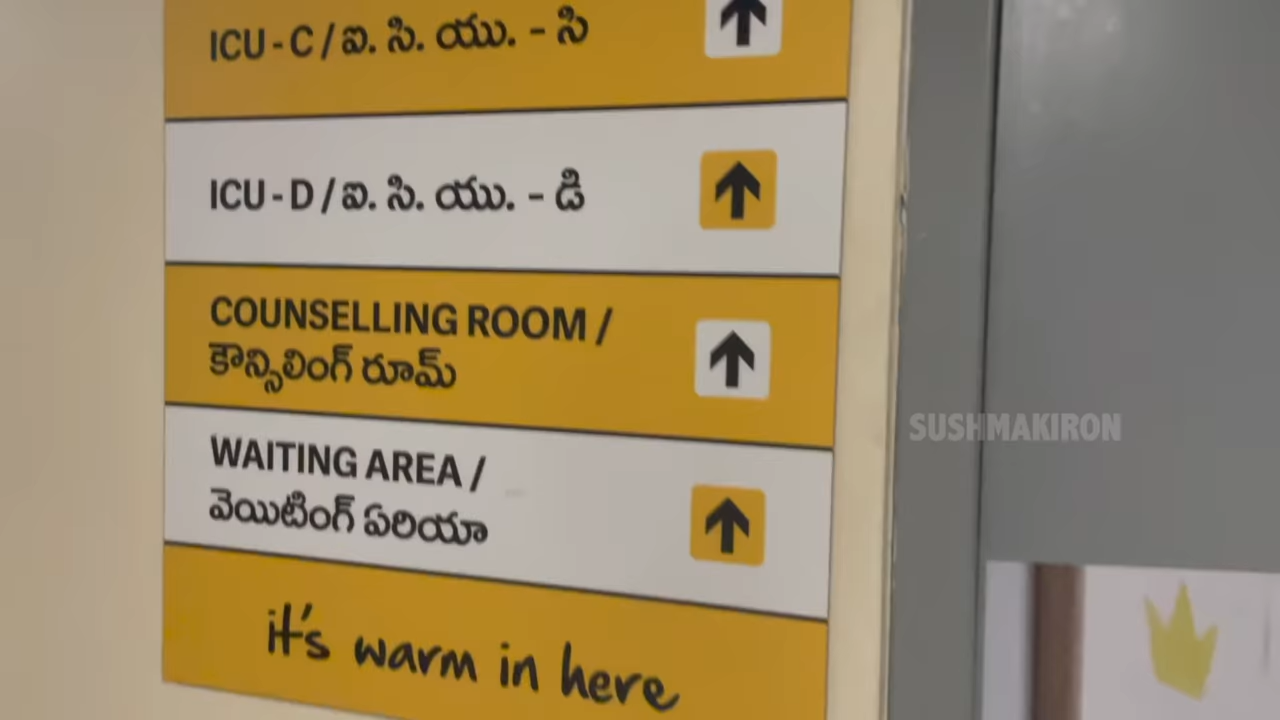 ICU - C / ఐ. సి. యు. - సి
ICU - D / ఐ. సి. యు. - డి
COUNSELLING ROOM /
కౌన్సిలింగ్ రూమ్
WAITING AREA /
వెయిటింగ్ ఏరియా
it's warm in here
SUSHMAKIRON